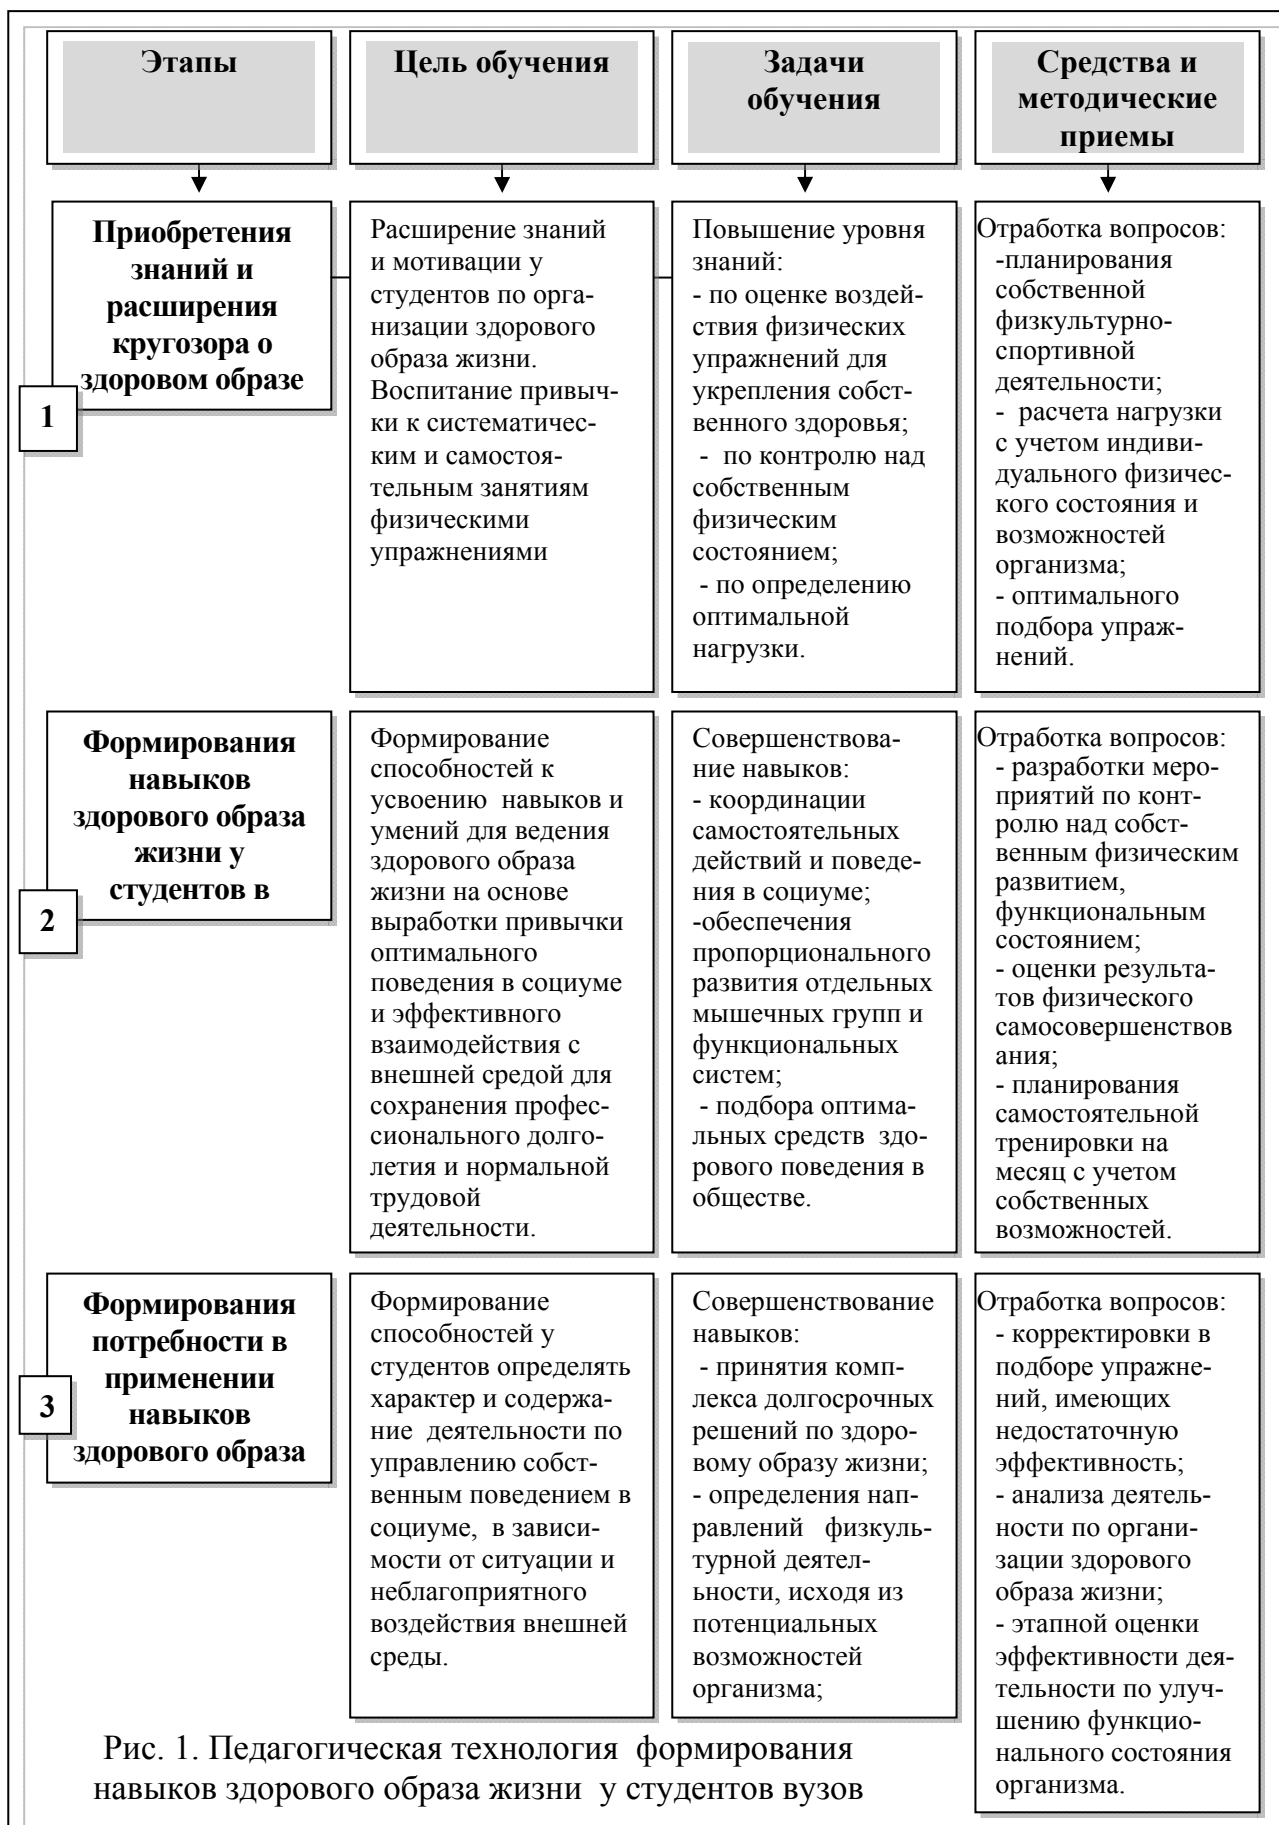 Этапы
Цель обучения
Задачи
обучения
Средства и
методические
приемы
Приобретения
знаний и
расширения
кругозора о
здоровом образе
1
Расширение знаний
и мотивации у
студентов по орга-
низации здорового
образа жизни.
Воспитание привыч-
ки к систематичес-
ким и самостоя-
тельным занятиям
физическими
упражнениями
Повышение уровня
знаний:
- по оценке воздей-
ствия физических
упражнений для
укрепления собст-
венного здоровья;
- по контролю над
собственным
физическим
состоянием;
- по определению
оптимальной
нагрузки.
Отработка вопросов:
-планирования
собственной
физкультурно-
спортивной
деятельности;
- расчета нагрузки
с учетом индиви-
дуального физичес-
кого состояния и
возможностей
организма;
- оптимального
подбора упраж-
нений.
Формирования
навыков
здорового образа
жизни у
студентов в
2
Формирование
способностей к
усвоению навыков и
умений для ведения
здорового образа
жизни на основе
выработки привычки
оптимального
поведения в социуме
и эффективного
взаимодействия с
внешней средой для
сохранения профес-
сионального долго-
летия и нормальной
трудовой
деятельности.
Совершенствова-
ние навыков:
- координации
самостоятельных
действий и поведе-
ния в социуме;
-обеспечения
пропорционального
развития отдельных
мышечных групп и
функциональных
систем;
- подбора оптима-
льных средств здо-
рового поведения в
обществе.
Отработка вопросов:
- разработки меро-
приятий по конт-
ролю над собст-
венным физическим
развитием,
функциональным
состоянием;
- оценки результа-
тов физического
самосовершенствов
ания;
- планирования
самостоятельной
тренировки на
месяц с учетом
собственных
возможностей.
Формирования
потребности в
применении
навыков
здорового образа
3
Формирование
способностей у
студентов определять
характер и содержа-
ние деятельности по
управлению собст-
венным поведением в
социуме, в зависи-
мости от ситуации и
неблагоприятного
воздействия внешней
среды.
Совершенствование
навыков:
- принятия комп-
лекса долгосрочных
решений по здоро-
вому образу жизни;
- определения нап-
равлений физкуль-
турной деятель-
ности, исходя из
потенциальных
возможностей
организма;
Отработка вопросов:
- корректировки в
подборе упражне-
ний, имеющих
недостаточную
эффективность;
- анализа деятель-
ности по органи-
зации здорового
образа жизни;
- этапной оценки
эффективности дея-
тельности по улуч-
шению функцио-
нального состояния
организма.
Рис. 1. Педагогическая технология формирования
навыков здорового образа жизни у студентов вузов